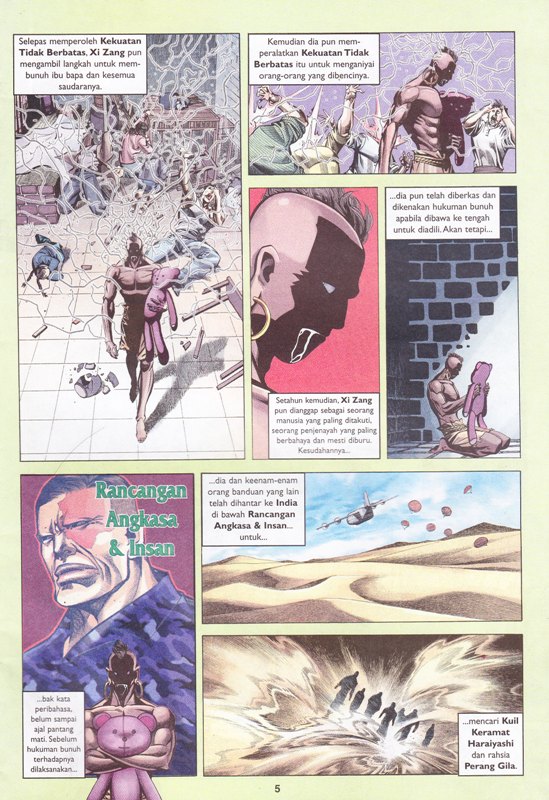 Selepas memperoleh Kekuatan
Tidak Berbatas, Xi Zang pun
mengambil langkah untuk mem-
bunuh ibu bapa dan kesemua
saudaranya.
Kemudian dia pun mem-
peralatkan Kekuatan Tidak
Berbatas itu untuk menganiyai
orang-orang yang dibencinya.
Setahun kemudian, Xi Zang
pun dianggap sebagai seorang
manusia yang paling ditakuti,
seorang penjenayah yang paling
berbahaya dan mesti diburu.
Kesudahannya...
...dia pun telah diberkas dan
dikenakan hukuman bunuh
apabila dibawa ke tengah
untuk diadili. Akan tetapi...
Rancangan
Angkasa
& Insan
...bak kata
peribahasa,
belum sampai
ajal pantang
mati. Sebelum
hukuman bunuh
terhadapnya
dilaksanakan...
...dia dan keenam-enam
orang banduan yang lain
telah dihantar ke India
di bawah Rancangan
Angkasa & Insan...
untuk...
...mencari Kuil
Keramat
Haraiyashi
dan rahsia
Perang Gila.
5